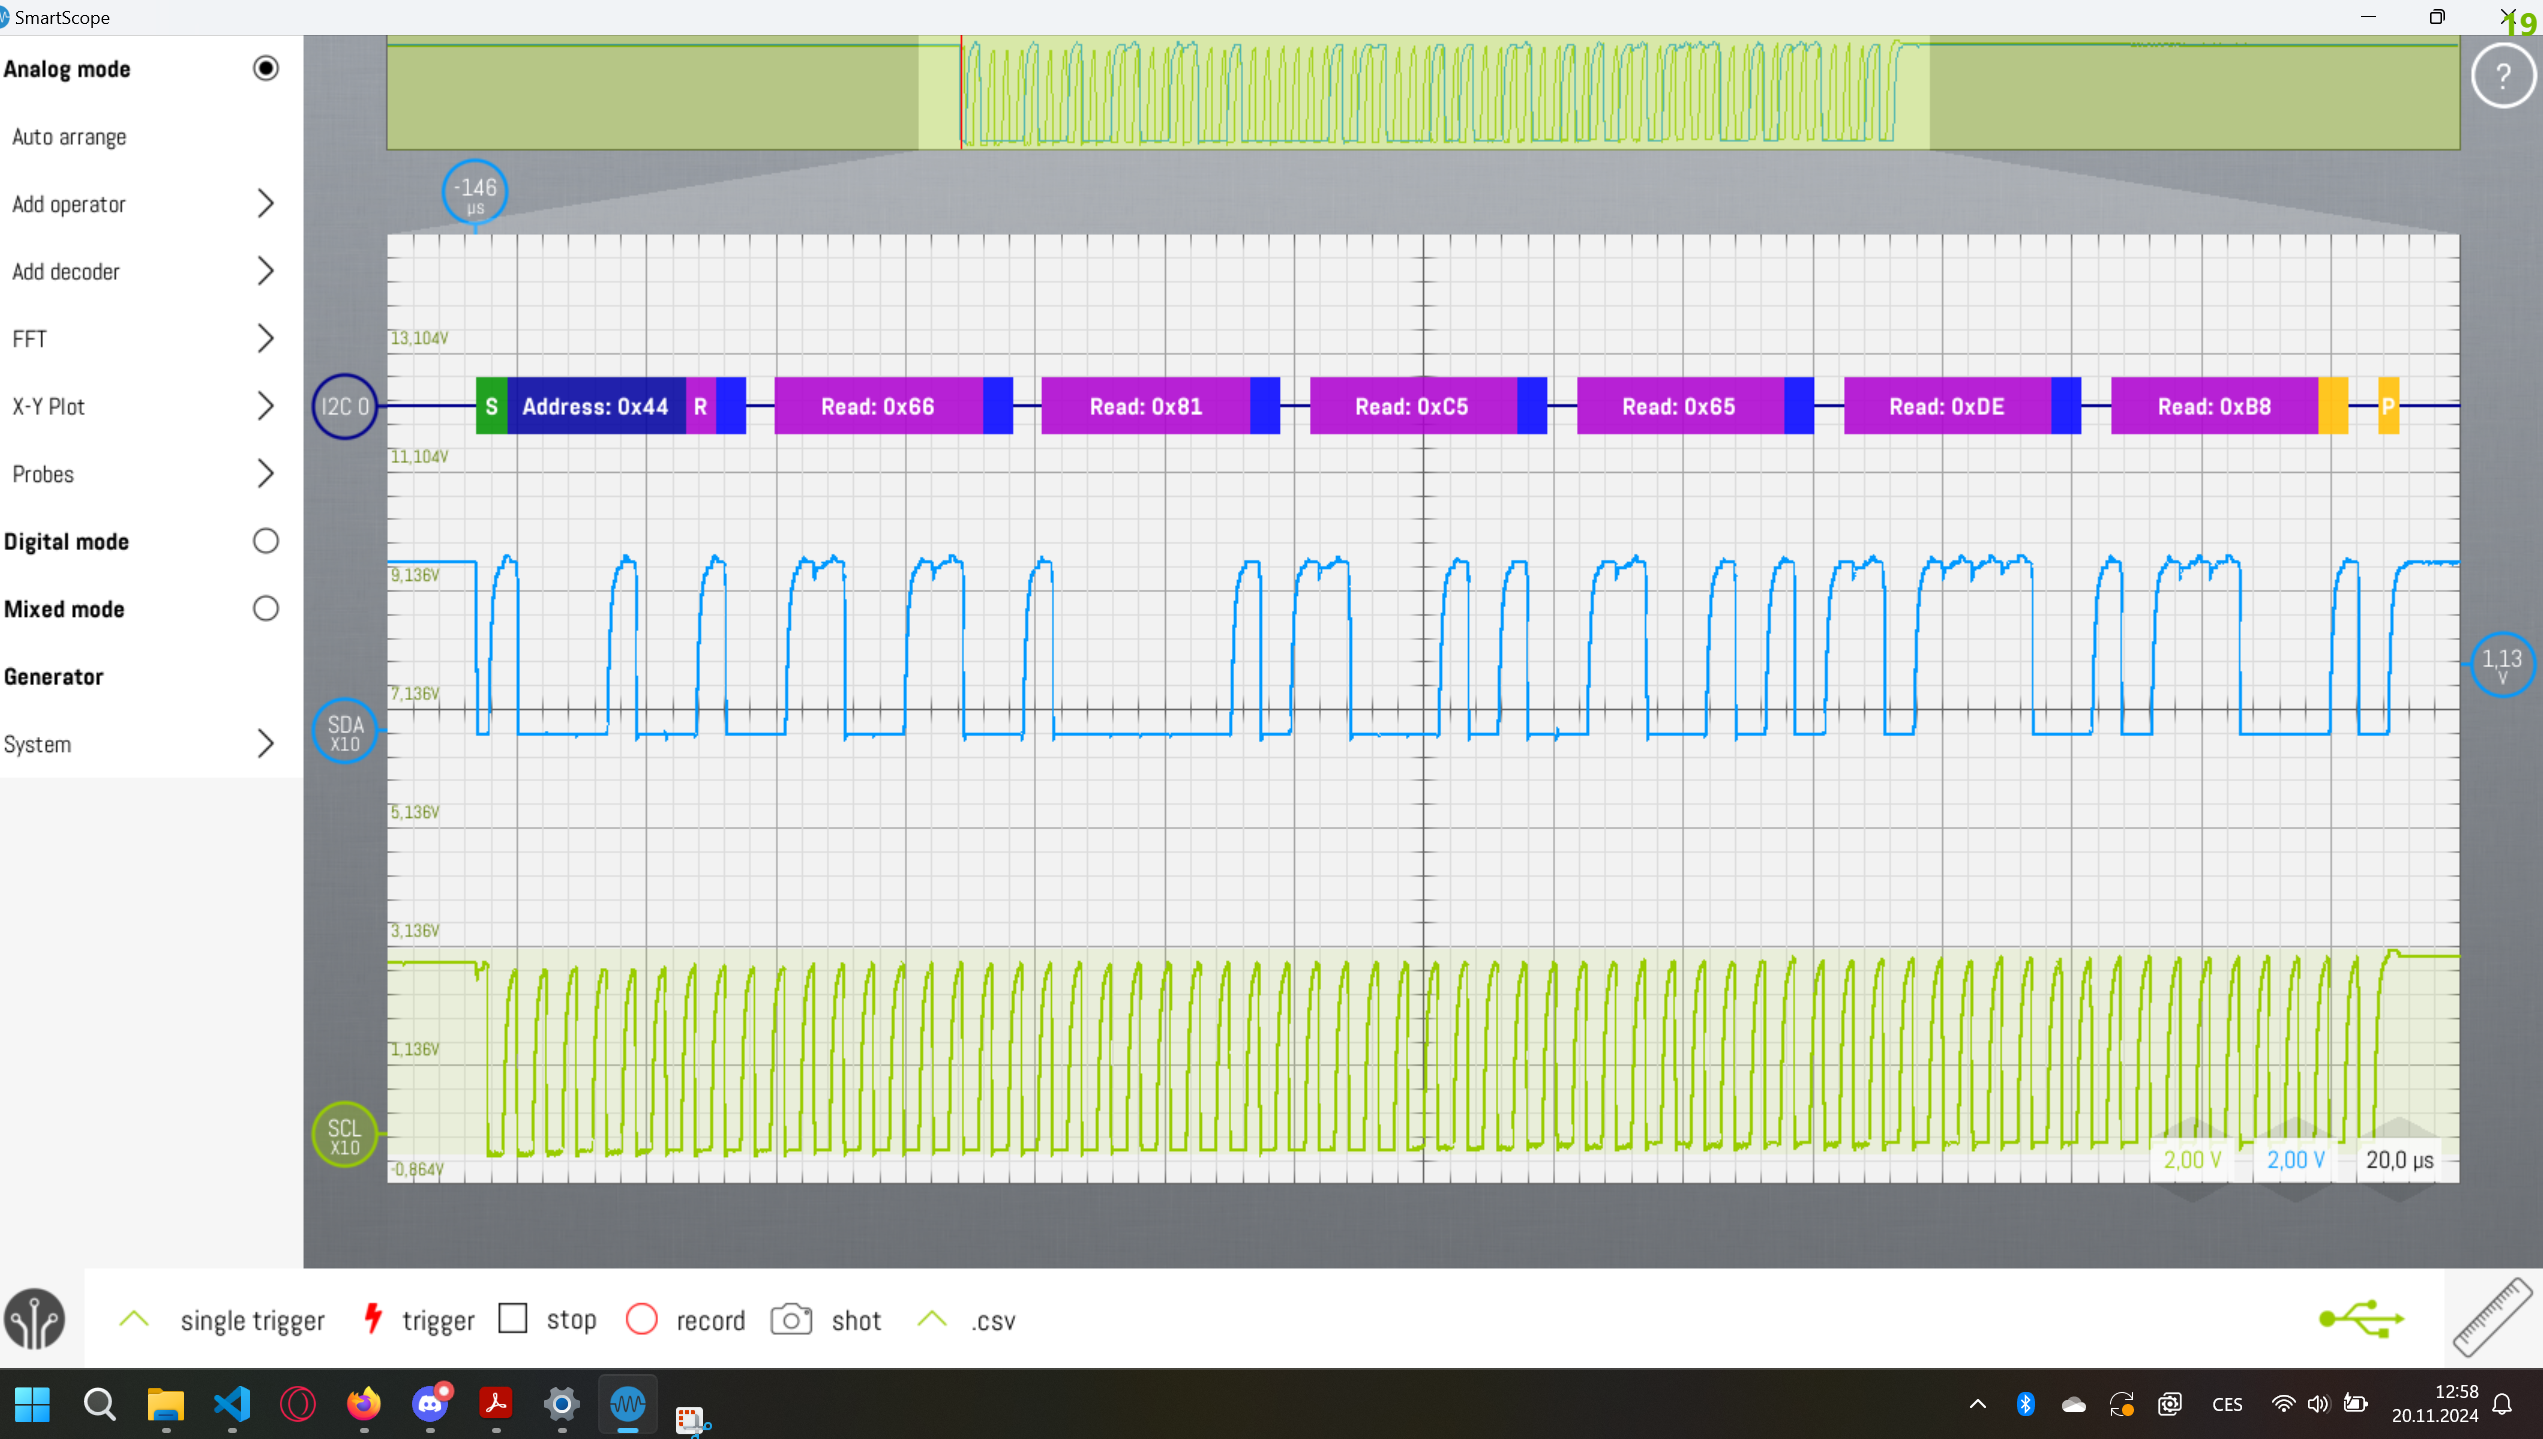 SmartScope
19
Analog mode
Auto arrange
Add operator
Add decoder
FFT
X-Y Plot
Probes
Digital mode
Mixed mode
Generator
System
?
-146
µs
13,104V
I2C 0
S
Address: 0x44
R
Read: 0x66
Read: 0x81
Read: 0xC5
Read: 0x65
Read: 0xDE
Read: 0xB8
P
11,104V
9,136V
1,13
V
7,136V
SDA
X10
5,136V
3,136V
1,136V
SCL
X10
-0,864V
2,00 V
2,00 V
20,0 µs
single trigger
trigger
stop
record
shot
.csv
CES
12:58
20.11.2024